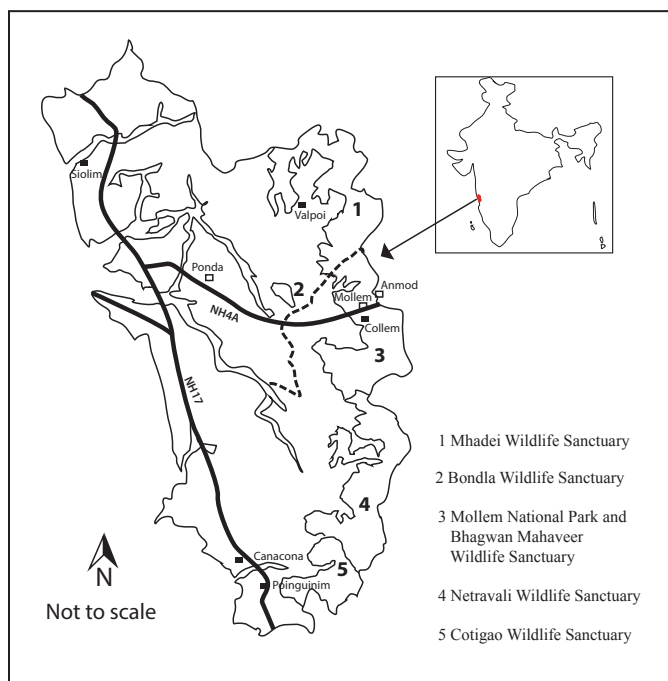 Siolim
Valpoi
1
Ponda
2
Anmod
Mollem
NH4A
Collem
3
NH17
4
Canacona
5
Poinguinim
N
Not to scale
1 Mhadei Wildlife Sanctuary
2 Bondla Wildlife Sanctuary
3 Mollem National Park and
Bhagwan Mahaveer
Wildlife Sanctuary
4 Netravali Wildlife Sanctuary
5 Cotigao Wildlife Sanctuary